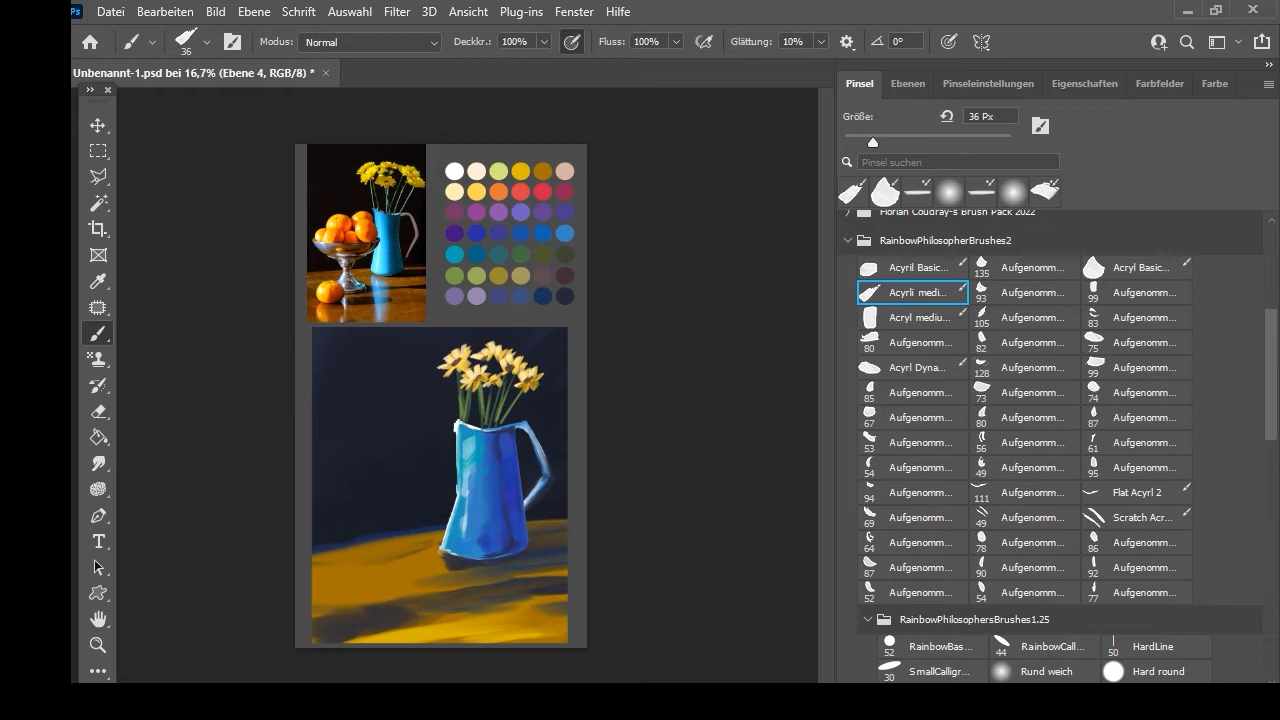 Ps Datei Bearbeiten Bild Ebene Schrift Auswahl Filter 3D Ansicht Plug-ins Fenster Hilfe
36 Modus: Normal Deckkr.: 100% Fluss: 100% Glättung: 10% 0°
Unbenannt-1.psd bei 16,7% (Ebene 4, RGB/8) *
Pinsel Ebenen Pinseleinstellungen Eigenschaften Farbfelder Farbe
Größe: 36 Px
Pinsel suchen
Florian Coudray's Brush Pack 2022
RainbowPhilosopherBrushes2
Acyril Basic... 135 Aufgenomm... Acryl Basic...
Acyrli medi... 93 Aufgenomm... 99 Aufgenomm...
Acryl mediu... 105 Aufgenomm... 83 Aufgenomm...
80 Aufgenomm... 82 Aufgenomm... 75 Aufgenomm...
Acyrl Dyna... 128 Aufgenomm... 99 Aufgenomm...
85 Aufgenomm... 73 Aufgenomm... 74 Aufgenomm...
67 Aufgenomm... 80 Aufgenomm... 87 Aufgenomm...
53 Aufgenomm... 56 Aufgenomm... 61 Aufgenomm...
54 Aufgenomm... 49 Aufgenomm... 95 Aufgenomm...
94 Aufgenomm... 111 Aufgenomm... Flat Acyrl 2
69 Aufgenomm... 49 Aufgenomm... Scratch Acr...
64 Aufgenomm... 78 Aufgenomm... 86 Aufgenomm...
87 Aufgenomm... 90 Aufgenomm... 92 Aufgenomm...
52 Aufgenomm... 54 Aufgenomm... 77 Aufgenomm...
RainbowPhilosophersBrushes1.25
52 RainbowBas... 44 RainbowCall... 50 HardLine
30 SmallCalligr... Rund weich Hard round